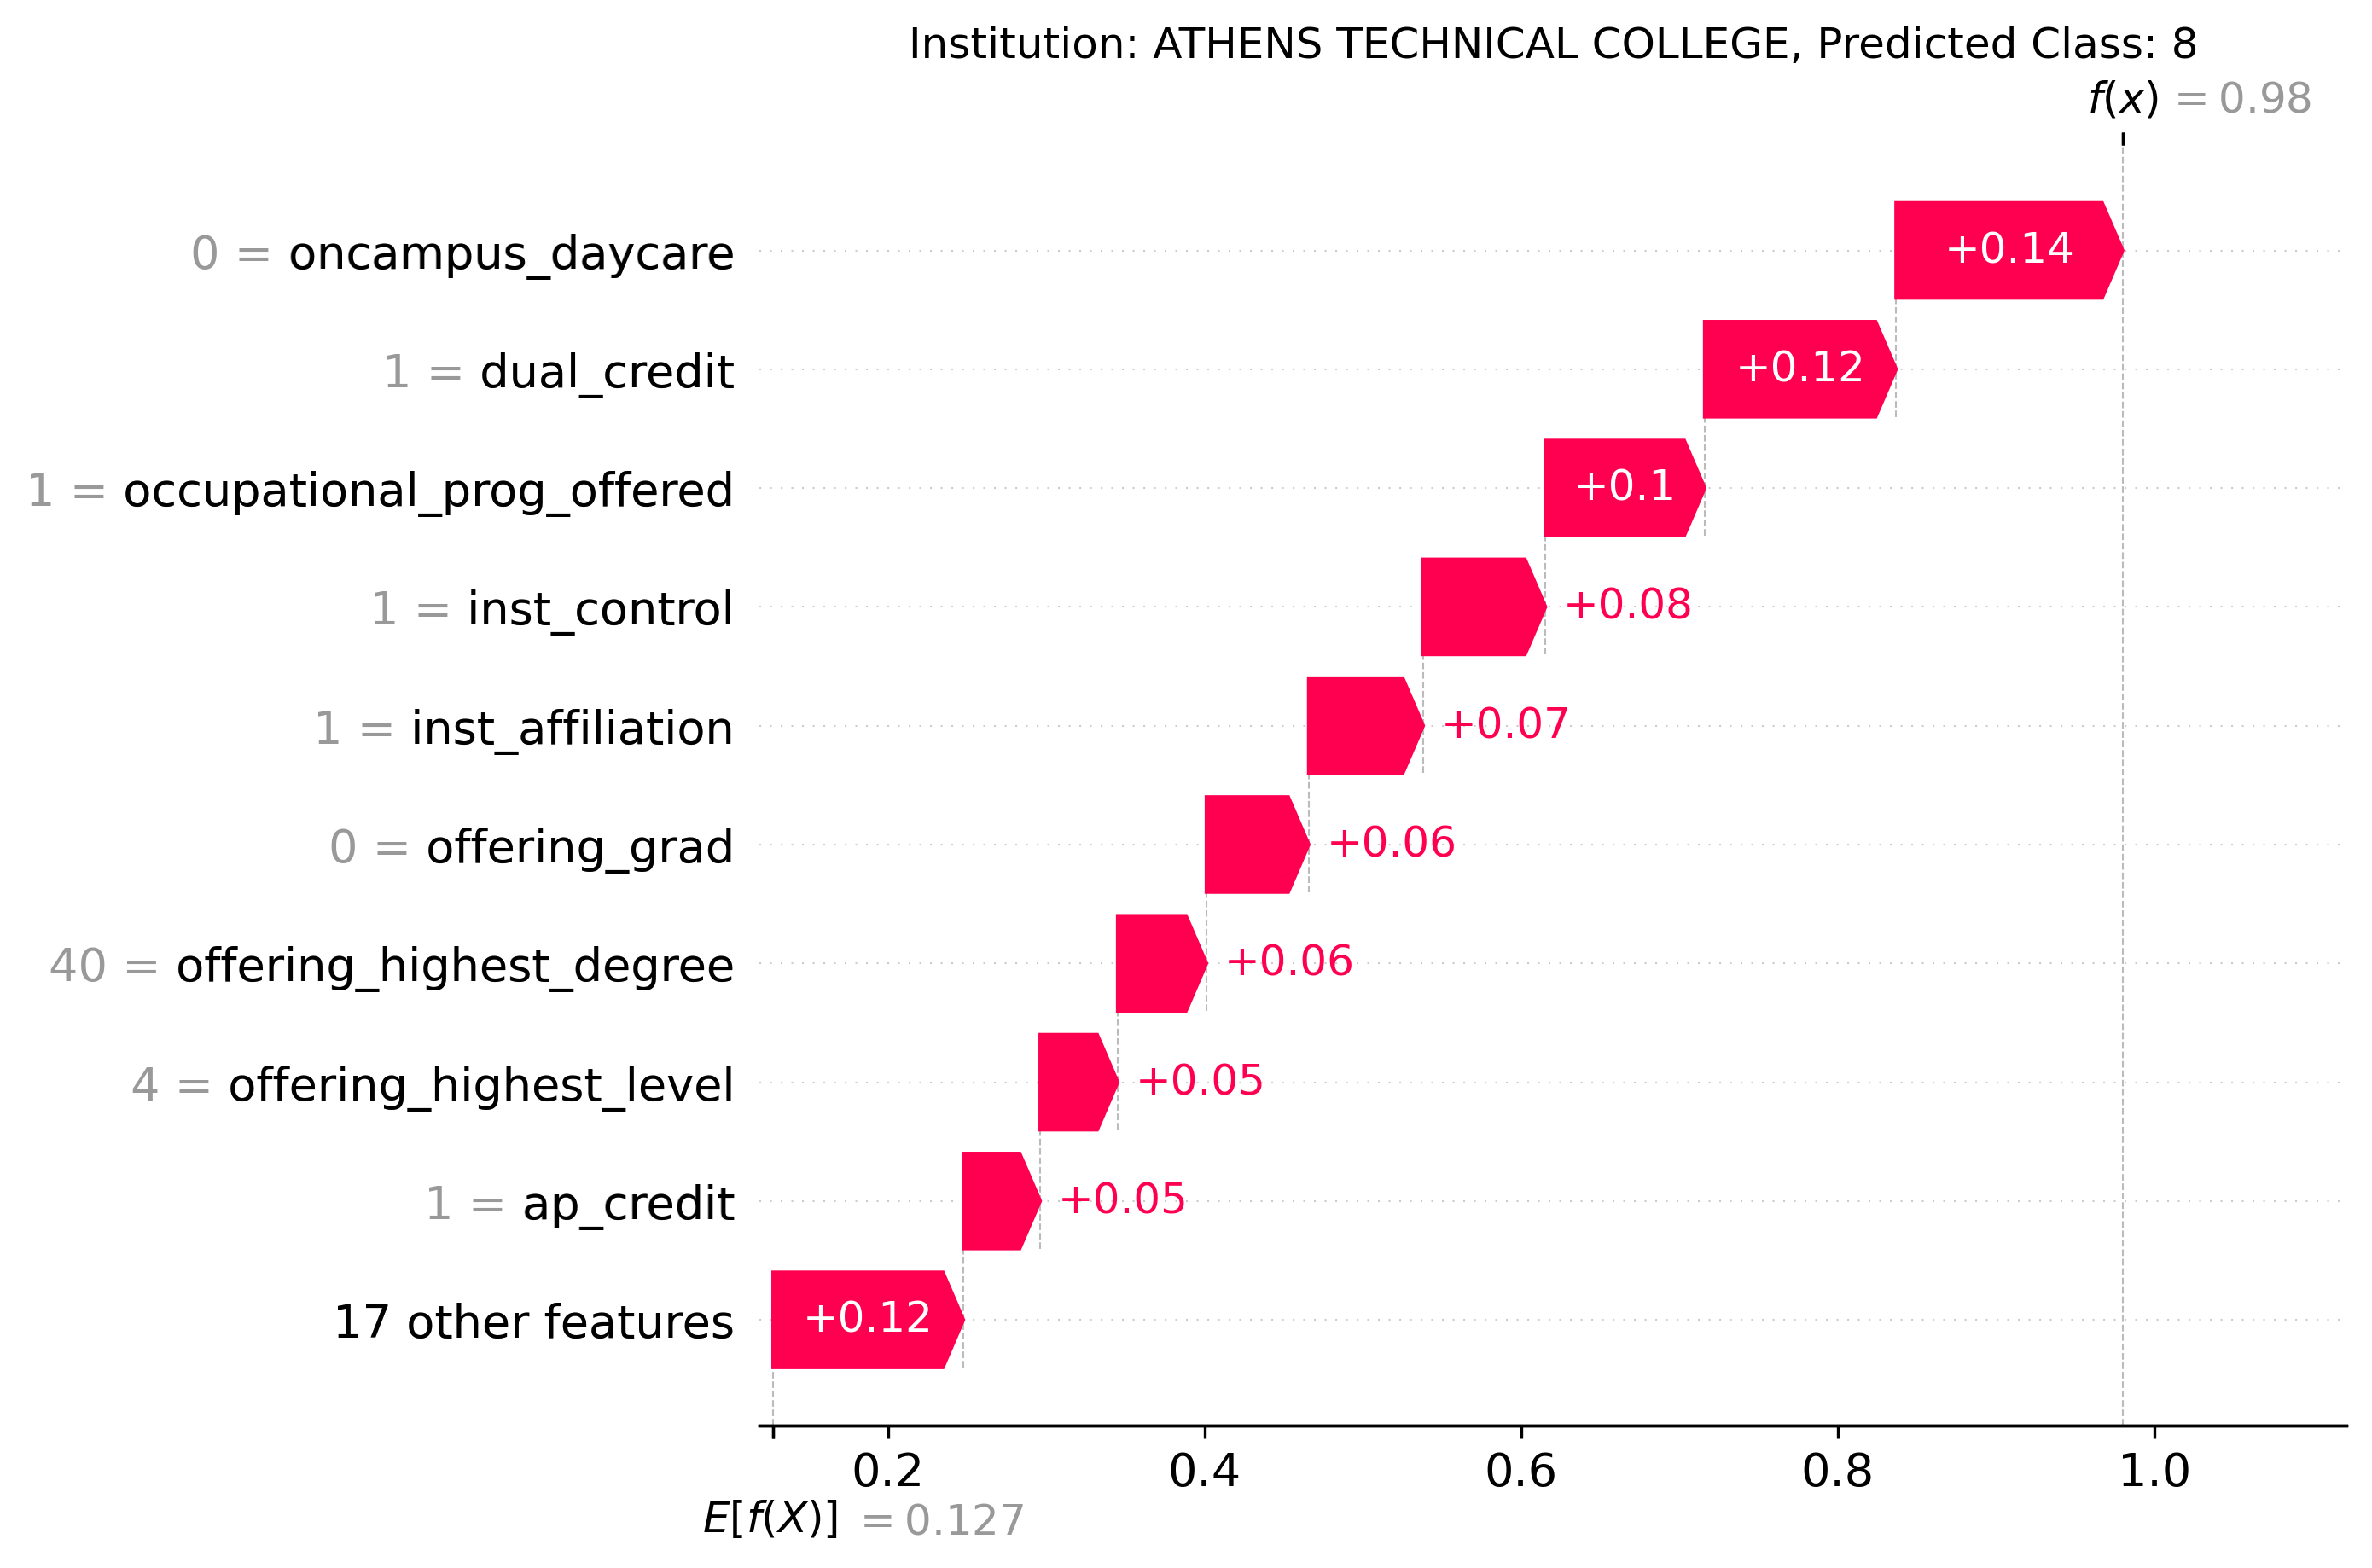 Institution: ATHENS TECHNICAL COLLEGE, Predicted Class: 8
f(x) = 0.98
0 = oncampus_daycare +0.14
1 = dual_credit +0.12
1 = occupational_prog_offered +0.1
1 = inst_control +0.08
1 = inst_affiliation +0.07
0 = offering_grad +0.06
40 = offering_highest_degree +0.06
4 = offering_highest_level +0.05
1 = ap_credit +0.05
17 other features +0.12
0.2 0.4 0.6 0.8 1.0
E[f(X)] = 0.127